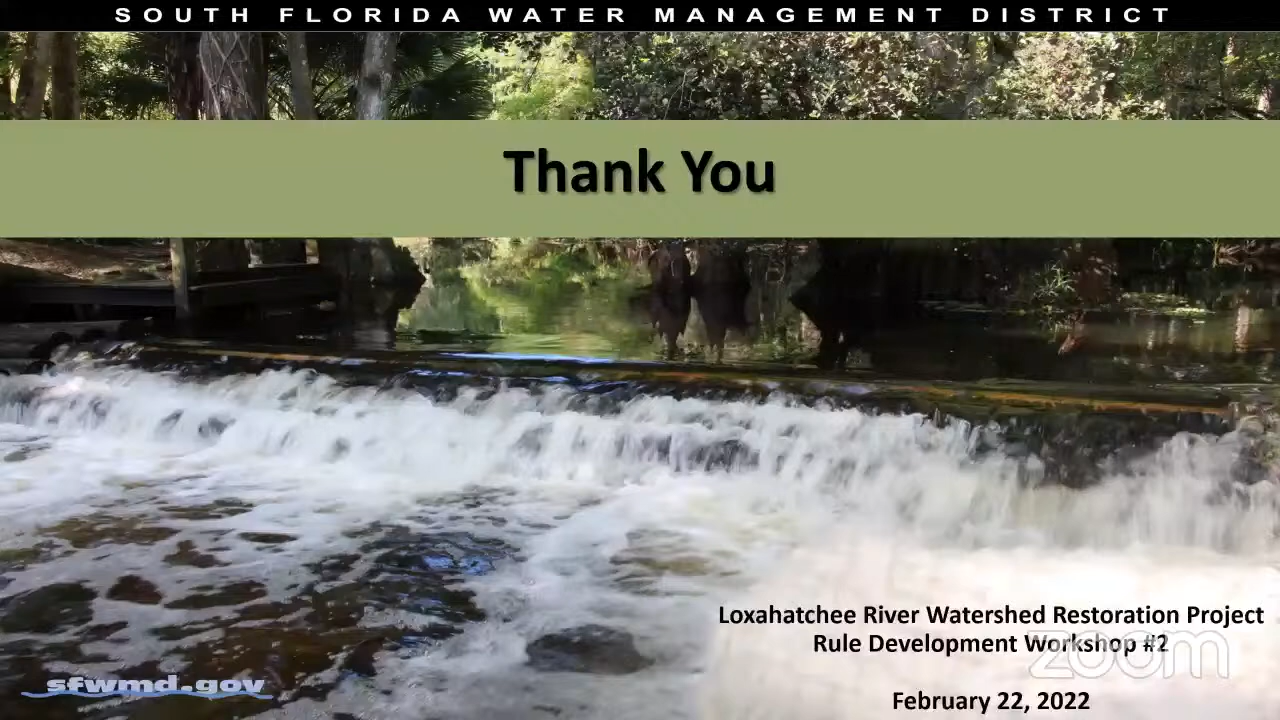 SOUTH FLORIDA WATER MANAGEMENT DISTRICT
Thank You
Loxahatchee River Watershed Restoration Project
Rule Development Workshop #2
zoom
sfwmd.gov
February 22, 2022